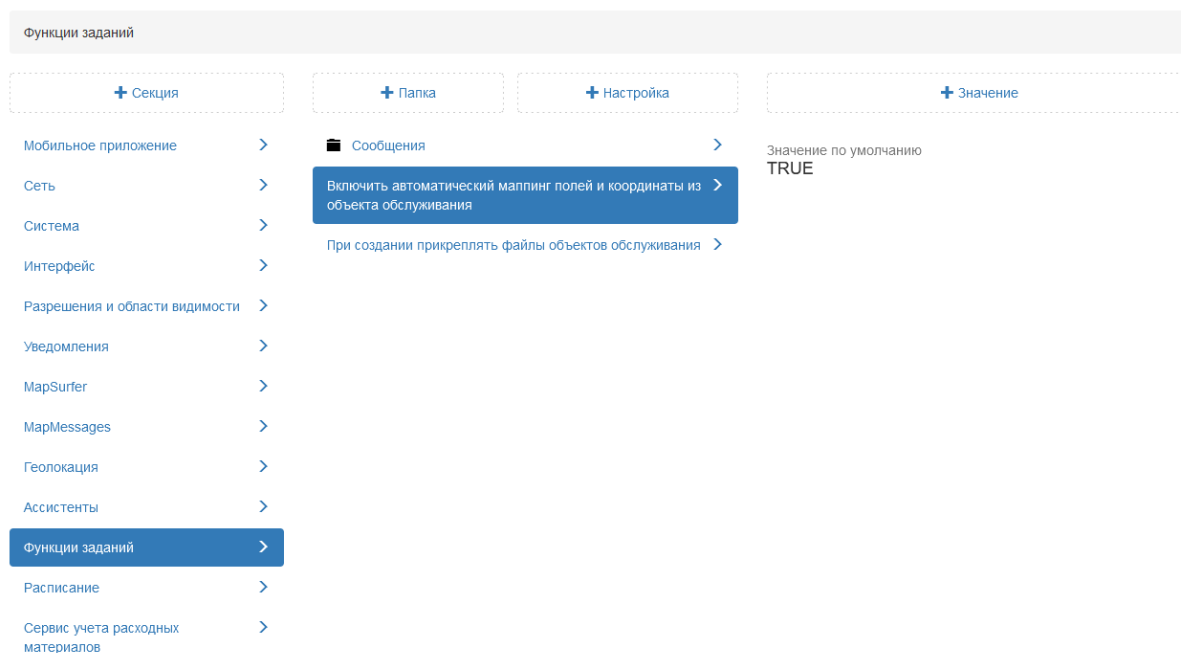 Функции заданий
Секция
Папка
Настройка
Значение
Мобильное приложение
Сеть
Система
Интерфейс
Разрешения и области видимости
Уведомления
MapSurfer
MapMessages
Геолокация
Ассистенты
Функции заданий
Расписание
Сервис учета расходных
материалов
Сообщения
Включить автоматический маппинг полей и координаты из
объекта обслуживания
При создании прикреплять файлы объектов обслуживания
Значение по умолчанию
TRUE